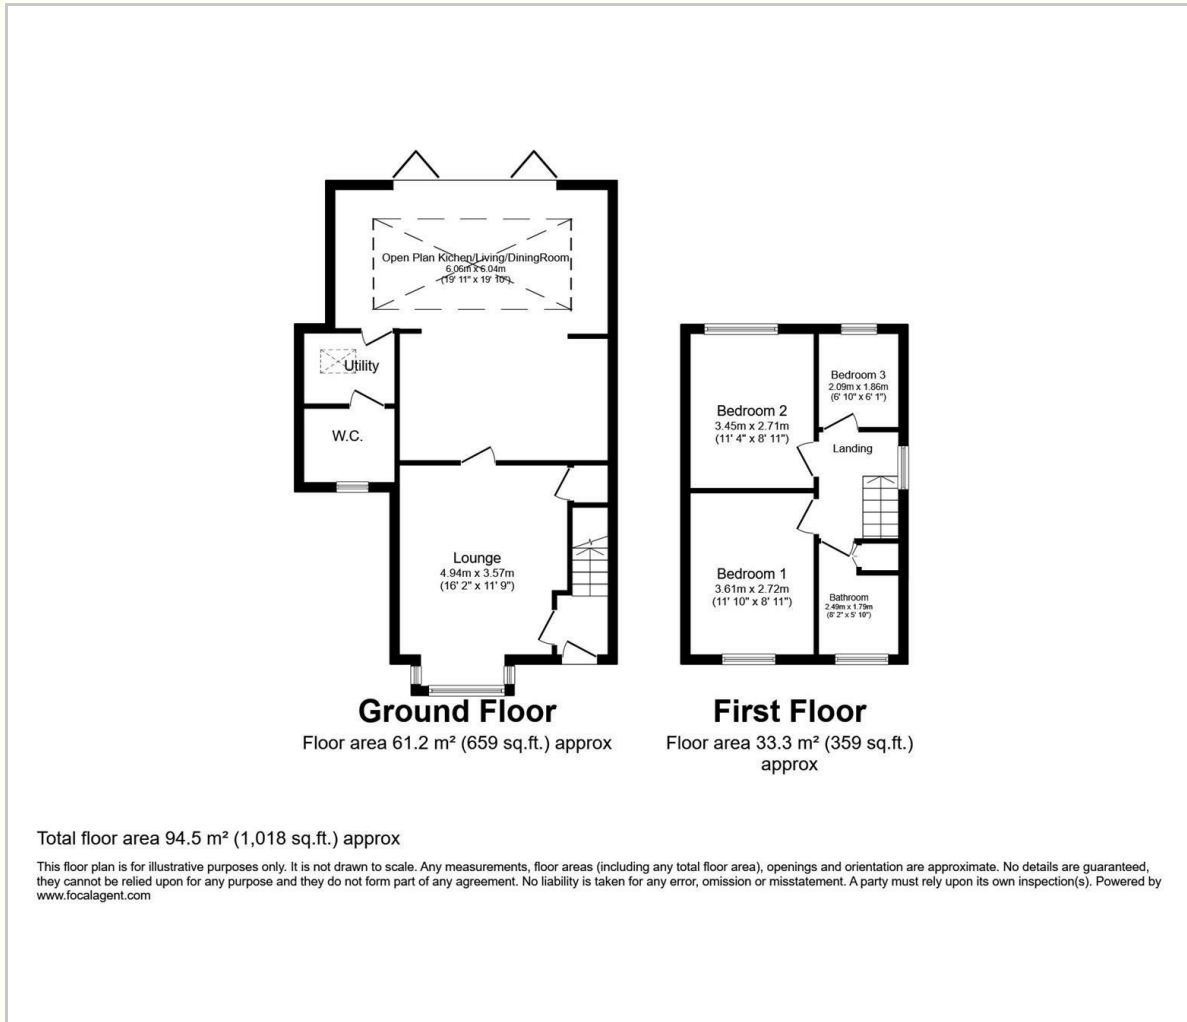 Open Plan Kichen/Living/DiningRoom
6.06m x 6.04m
(19' 11" x 19' 10")
Utility
W.C.
Lounge
4.94m x 3.57m
(16' 2" x 11' 9")
Bedroom 3
2.09m x 1.86m
(6' 10" x 6' 1")
Bedroom 2
3.45m x 2.71m
(11' 4" x 8' 11")
Landing
Bedroom 1
3.61m x 2.72m
(11' 10" x 8' 11")
Bathroom
2.49m x 1.79m
(8' 2" x 5' 10")
Ground Floor
Floor area 61.2 m² (659 sq.ft.) approx
First Floor
Floor area 33.3 m² (359 sq.ft.)
approx
Total floor area 94.5 m² (1,018 sq.ft.) approx
This floor plan is for illustrative purposes only. It is not drawn to scale. Any measurements, floor areas (including any total floor area), openings and orientation are approximate. No details are guaranteed,
they cannot be relied upon for any purpose and they do not form part of any agreement. No liability is taken for any error, omission or misstatement. A party must rely upon its own inspection(s). Powered by
www.focalagent.com